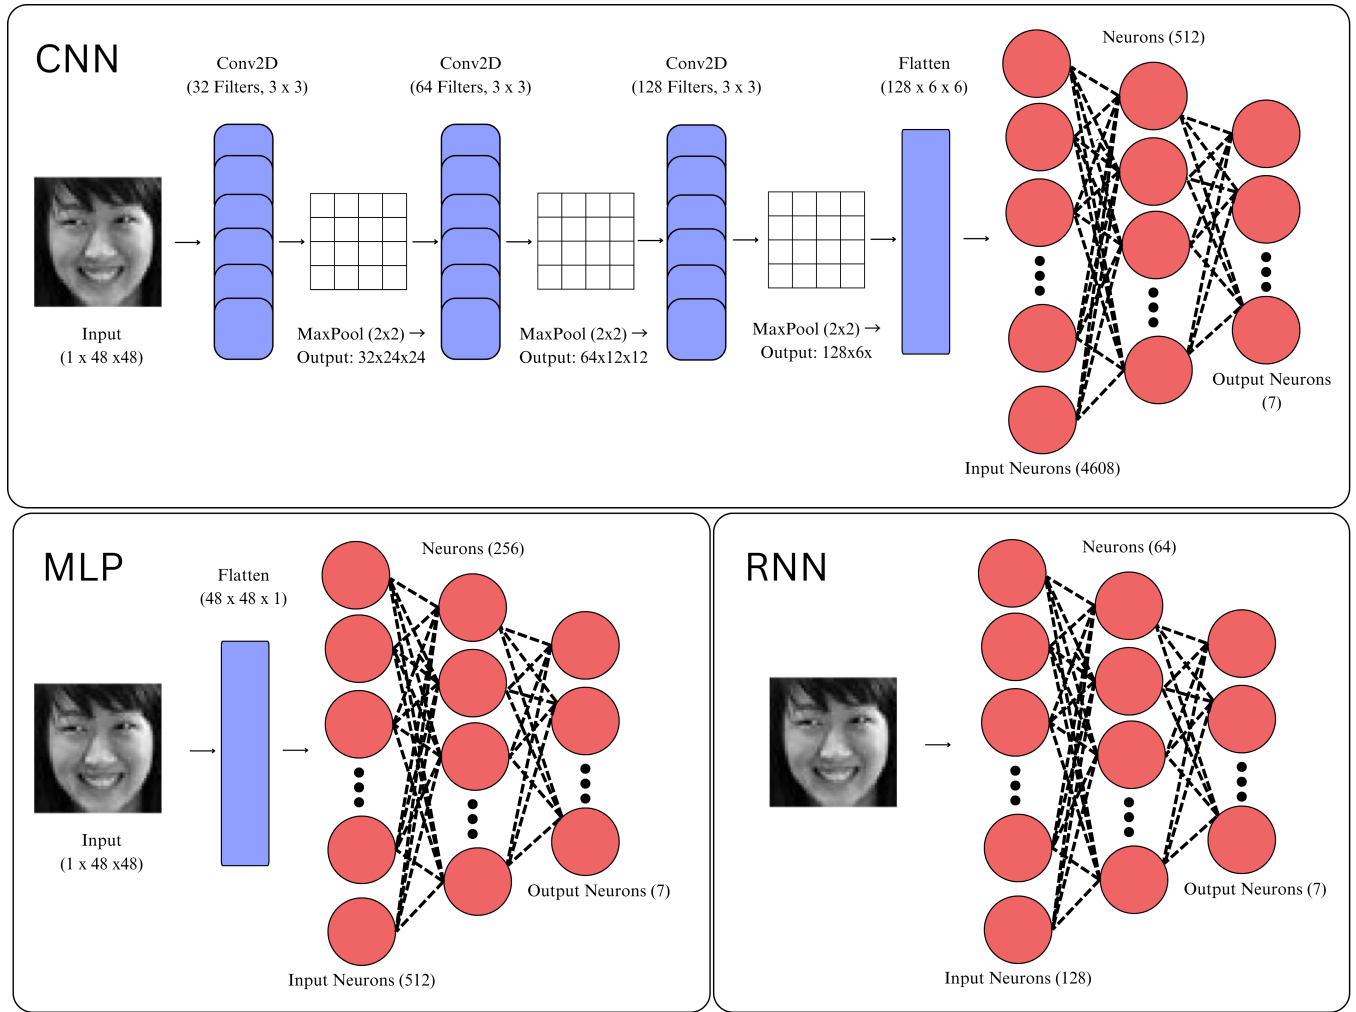 CNN
Conv2D
(32 Filters, 3 x 3)
Conv2D
(64 Filters, 3 x 3)
Conv2D
(128 Filters, 3 x 3)
Flatten
(128 x 6 x 6)
Neurons (512)
Input
(1 x 48 x48)
MaxPool (2x2) →
Output: 32x24x24
MaxPool (2x2) →
Output: 64x12x12
MaxPool (2x2) →
Output: 128x6x
Output Neurons
(7)
Input Neurons (4608)
MLP
Flatten
(48 x 48 x 1)
Neurons (256)
Input
(1 x 48 x48)
Output Neurons (7)
Input Neurons (512)
RNN
Neurons (64)
Output Neurons (7)
Input Neurons (128)